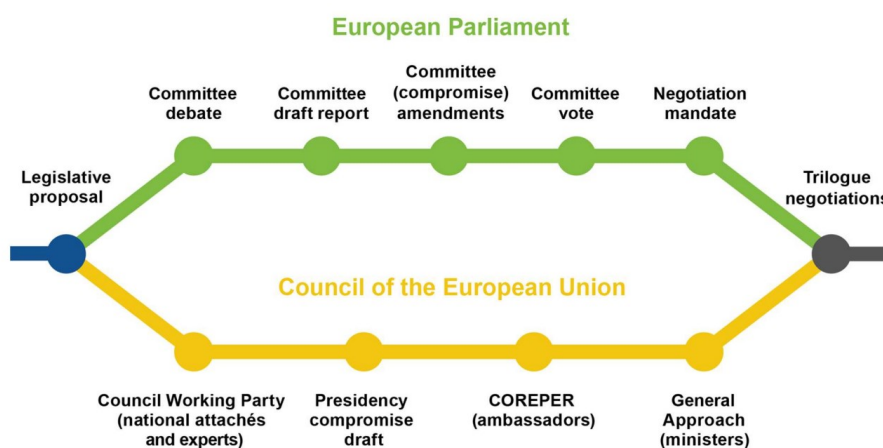 European Parliament
Committee
debate
Committee
draft report
Committee
(compromise)
amendments
Committee
vote
Negotiation
mandate
Legislative
proposal
Trilogue
negotiations
Council of the European Union
Council Working Party
(national attachés
and experts)
Presidency
compromise
draft
COREPER
(ambassadors)
General
Approach
(ministers)